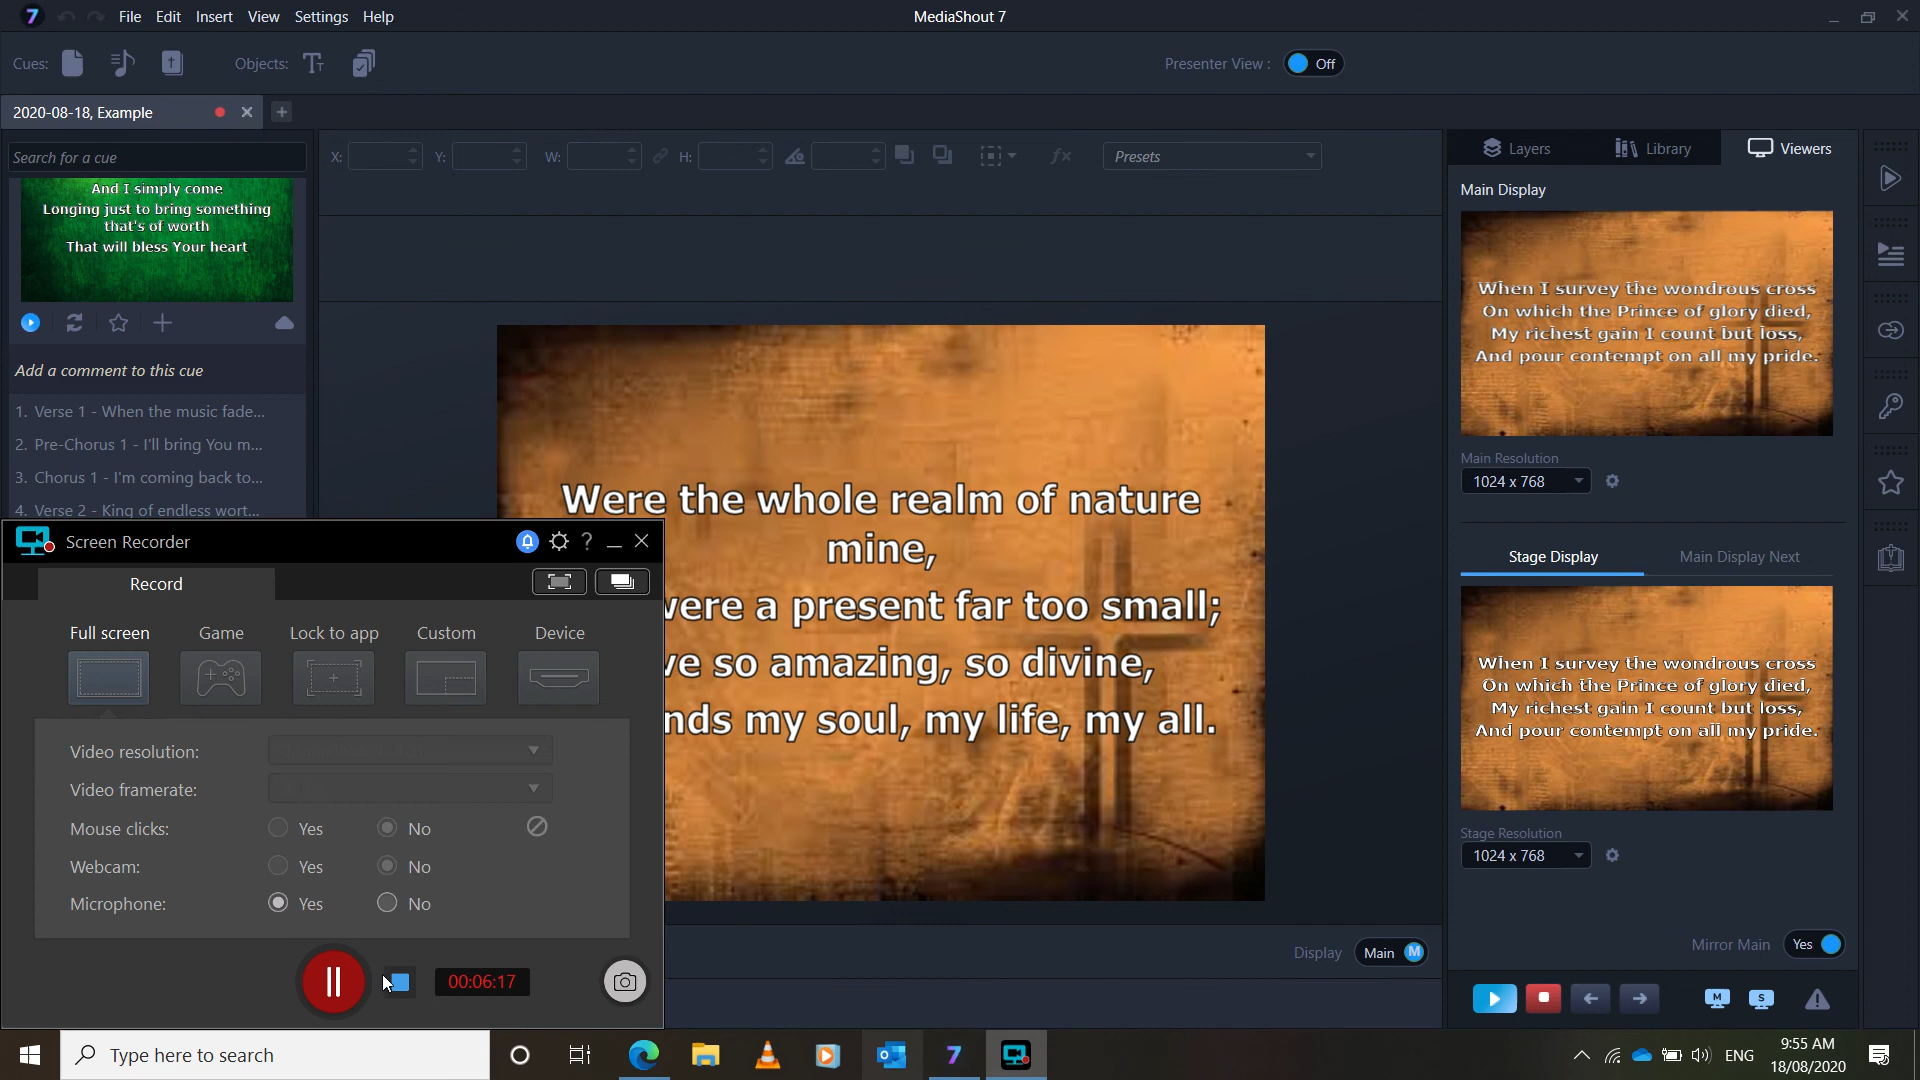 7 File Edit Insert View Settings Help
MediaShout 7
Cues:
Objects:
Presenter View :
Off
2020-08-18, Example
Search for a cue
And I simply come
Longing just to bring something
that's of worth
That will bless Your heart
Add a comment to this cue
1. Verse 1 - When the music fade...
2. Pre-Chorus 1 - I'll bring You m...
3. Chorus 1 - I'm coming back to...
4. Verse 2 - King of endless wort...
X:
Y:
W:
H:
fx
Presets
Were the whole realm of nature
mine,
were a present far too small;
ve so amazing, so divine,
nds my soul, my life, my all.
Display
Main M
Layers
Library
Viewers
Main Display
When I survey the wondrous cross
On which the Prince of glory died,
My richest gain I count but loss,
And pour contempt on all my pride.
Main Resolution
1024 x 768
Stage Display
Main Display Next
When I survey the wondrous cross
On which the Prince of glory died,
My richest gain I count but loss,
And pour contempt on all my pride.
Stage Resolution
1024 x 768
Mirror Main
Yes
M
S
Screen Recorder
?
Record
Full screen
Game
Lock to app
Custom
Device
Video resolution:
Video framerate:
Mouse clicks:
Yes
No
Webcam:
Yes
No
Microphone:
Yes
No
00:06:17
Type here to search
7
ENG
9:55 AM
18/08/2020